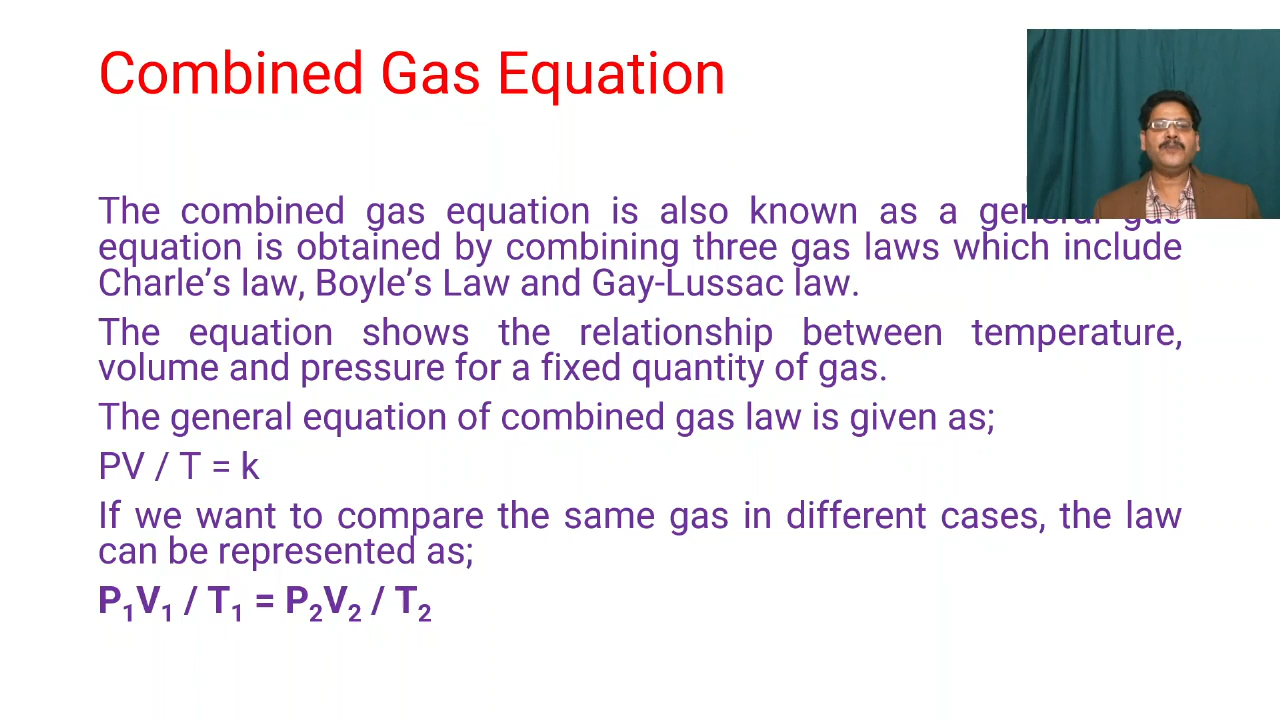 Combined Gas Equation
The combined gas equation is also known as a general gas
equation is obtained by combining three gas laws which include
Charle’s law, Boyle’s Law and Gay-Lussac law.
The equation shows the relationship between temperature,
volume and pressure for a fixed quantity of gas.
The general equation of combined gas law is given as;
PV / T = k
If we want to compare the same gas in different cases, the law
can be represented as;
P₁V₁ / T₁ = P₂V₂ / T₂